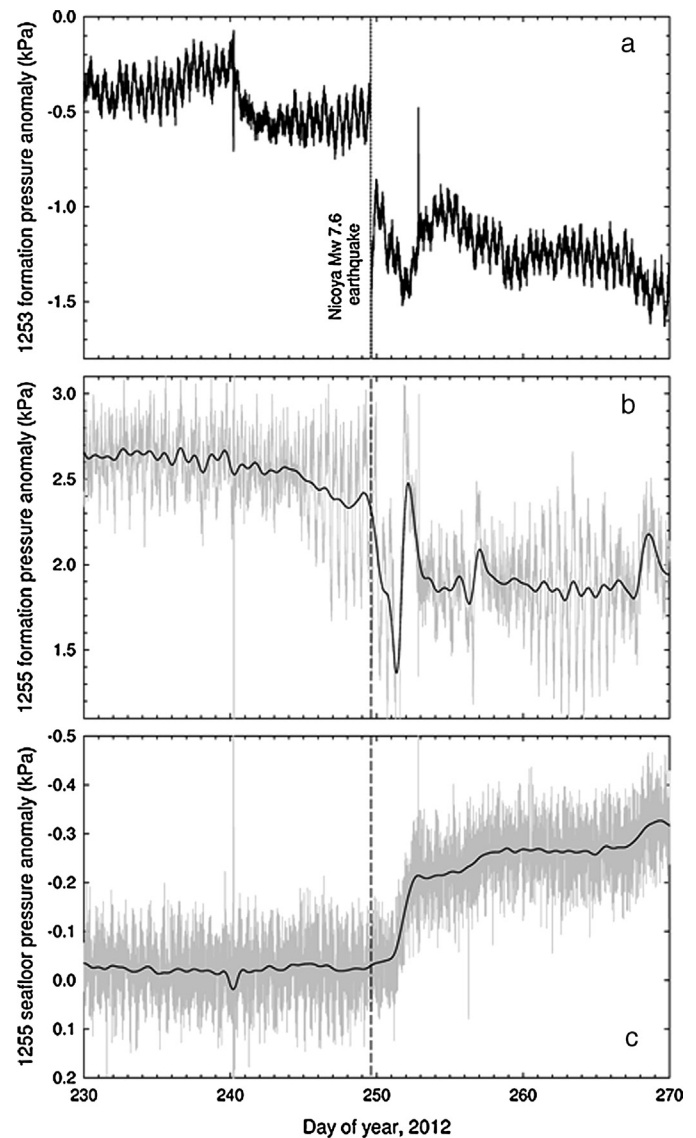 0.0
-0.5
-1.0
-1.5
1253 formation pressure anomaly (kPa)
a
Nicoya Mw 7.6
earthquake
3.0
2.5
2.0
1.5
1255 formation pressure anomaly (kPa)
b
-0.5
-0.4
-0.3
-0.2
-0.1
0.0
0.1
0.2
1255 seafloor pressure anomaly (kPa)
c
230 240 250 260 270
Day of year, 2012